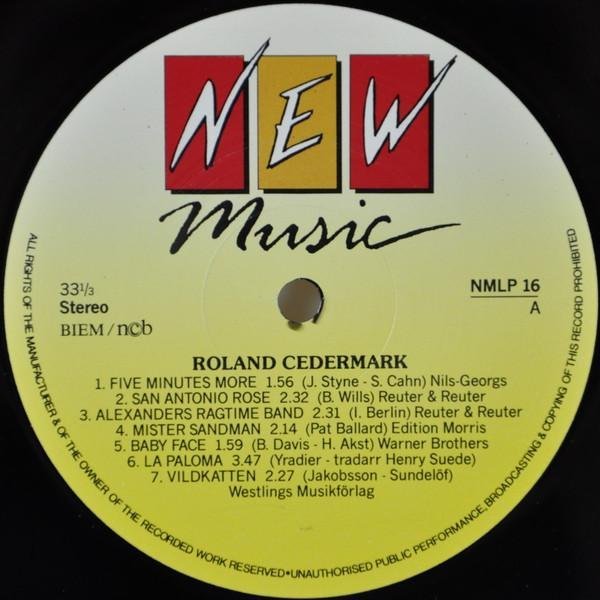 NEW
Music
33 1/3
Stereo
BIEM / ncb
NMLP 16
A
ROLAND CEDERMARK
1. FIVE MINUTES MORE 1.56 (J. Styne - S. Cahn) Nils-Georgs
2. SAN ANTONIO ROSE 2.32 (B. Wills) Reuter & Reuter
3. ALEXANDERS RAGTIME BAND 2.31 (I. Berlin) Reuter & Reuter
4. MISTER SANDMAN 2.14 (Pat Ballard) Edition Morris
5. BABY FACE 1.59 (B. Davis - H. Akst) Warner Brothers
6. LA PALOMA 3.47 (Yradier - tradarr Henry Suede)
7. VILDKATTEN 2.27 (Jakobsson - Sundelöf)
Westlings Musikförlag
ALL RIGHTS OF THE MANUFACTURER & OF THE OWNER OF THE RECORDED WORK RESERVED•UNAUTHORISED PUBLIC PERFORMANCE, BROADCASTING & COPYING OF THIS RECORD PROHIBITED